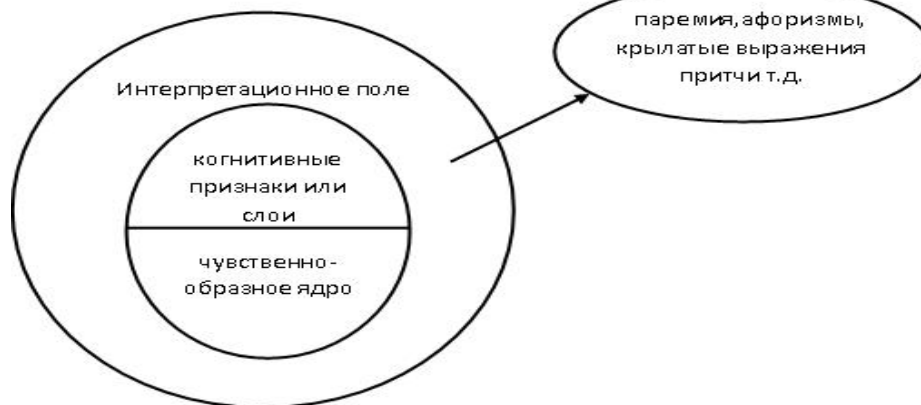 паремия, афоризмы,
крылатые выражения
притчи т.д.
Интерпретационное поле
когнитивные
признаки или
слои
чувственно-
образное ядро